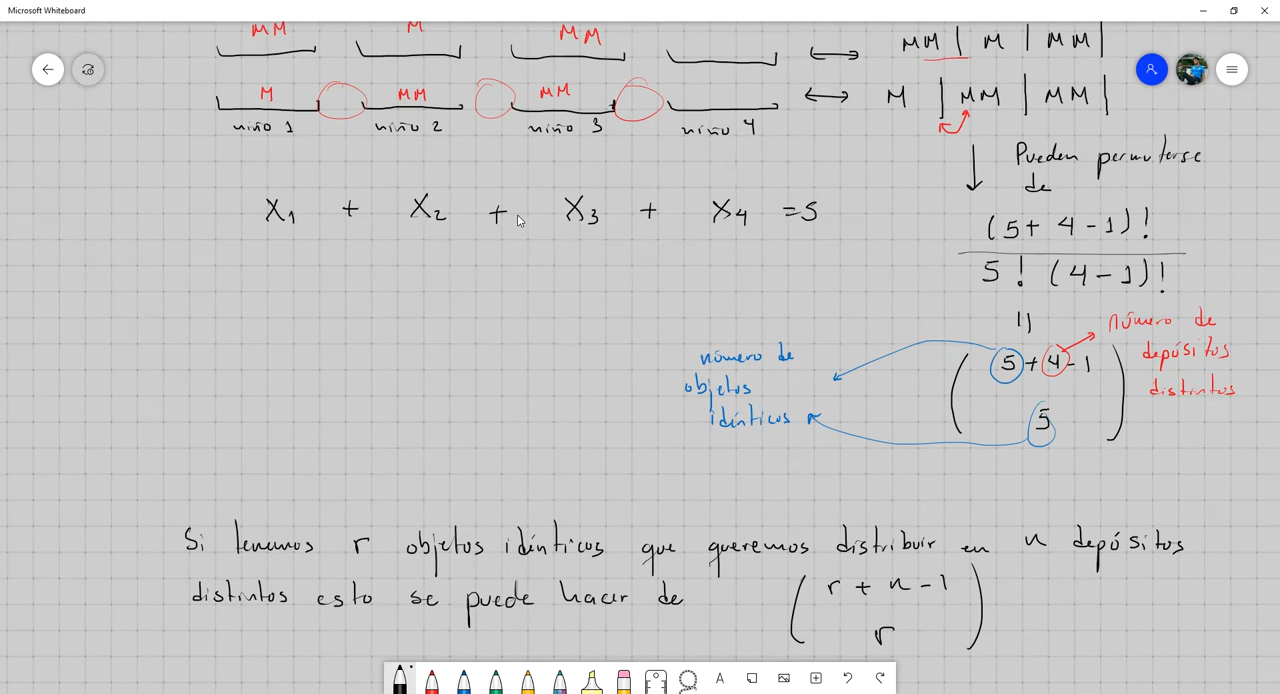 Microsoft Whiteboard
MM M MM ↔ MM | M | MM |
M MM MM ↔ M | MM | MM |
niño 1 niño 2 niño 3 niño 4
Pueden permutarse
de
X₁ + X₂ + X₃ + X₄ = 5
(5 + 4 - 1)!
5! (4 - 1)!
número de
depósitos
distintos
número de
objetos
idénticos
5 + 4 - 1
5
Si tenemos r objetos idénticos que queremos distribuir en n depósitos
distintos esto se puede hacer de
( r + n - 1
r )
A